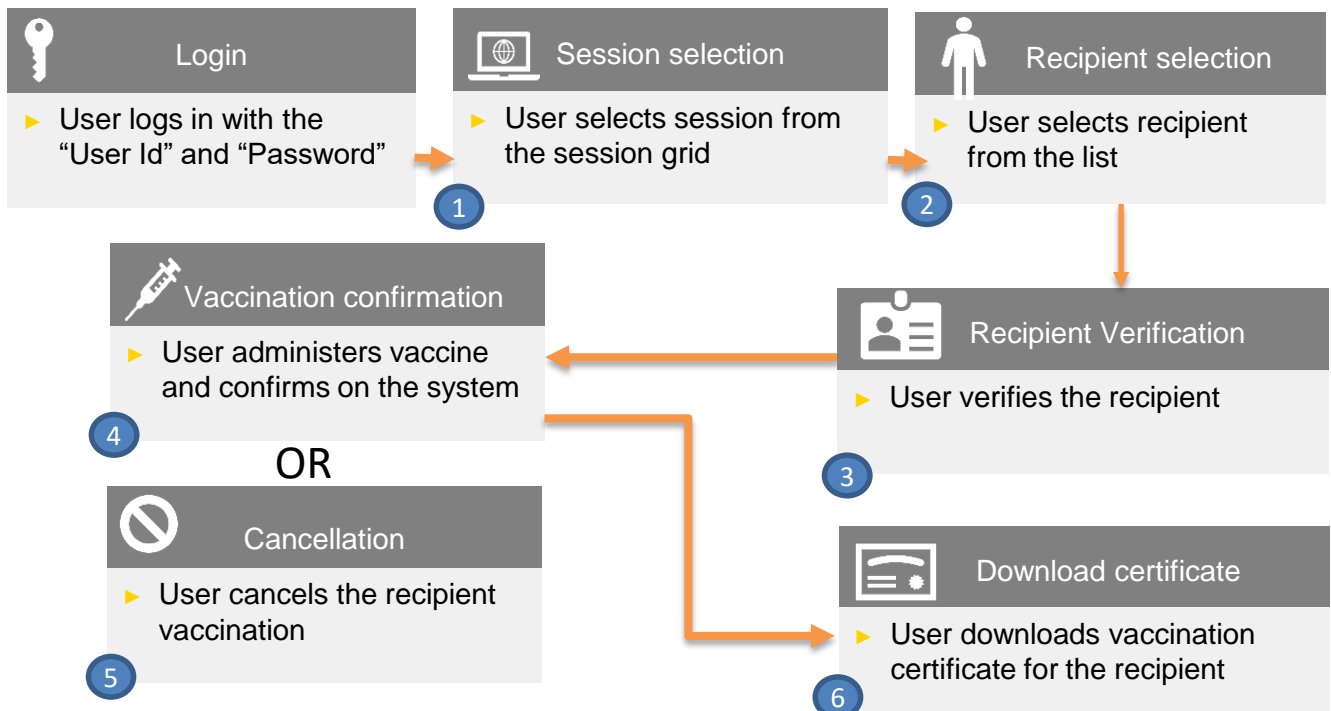 Login
► User logs in with the
“User Id” and “Password”
Session selection
► User selects session from
the session grid
1
Recipient selection
► User selects recipient
from the list
2
Recipient Verification
► User verifies the recipient
3
Vaccination confirmation
► User administers vaccine
and confirms on the system
4
OR
Cancellation
► User cancels the recipient
vaccination
5
Download certificate
► User downloads vaccination
certificate for the recipient
6